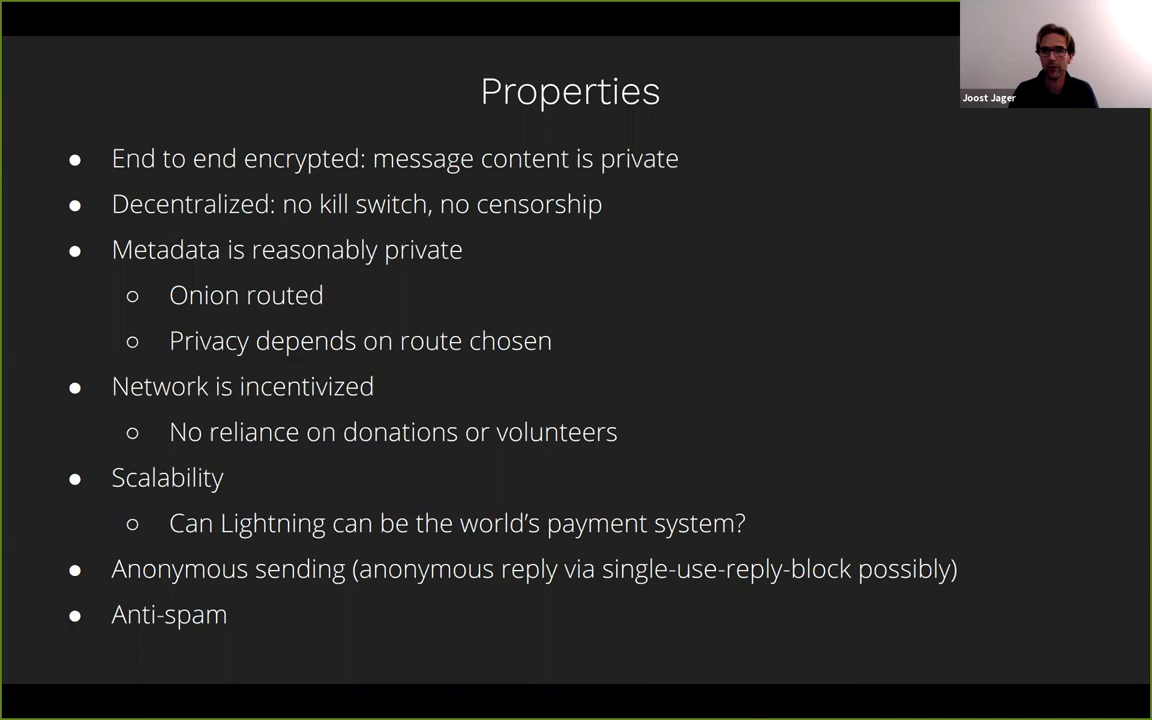 Properties
Joost Jager
● End to end encrypted: message content is private
● Decentralized: no kill switch, no censorship
● Metadata is reasonably private
○ Onion routed
○ Privacy depends on route chosen
● Network is incentivized
○ No reliance on donations or volunteers
● Scalability
○ Can Lightning can be the world's payment system?
● Anonymous sending (anonymous reply via single-use-reply-block possibly)
● Anti-spam